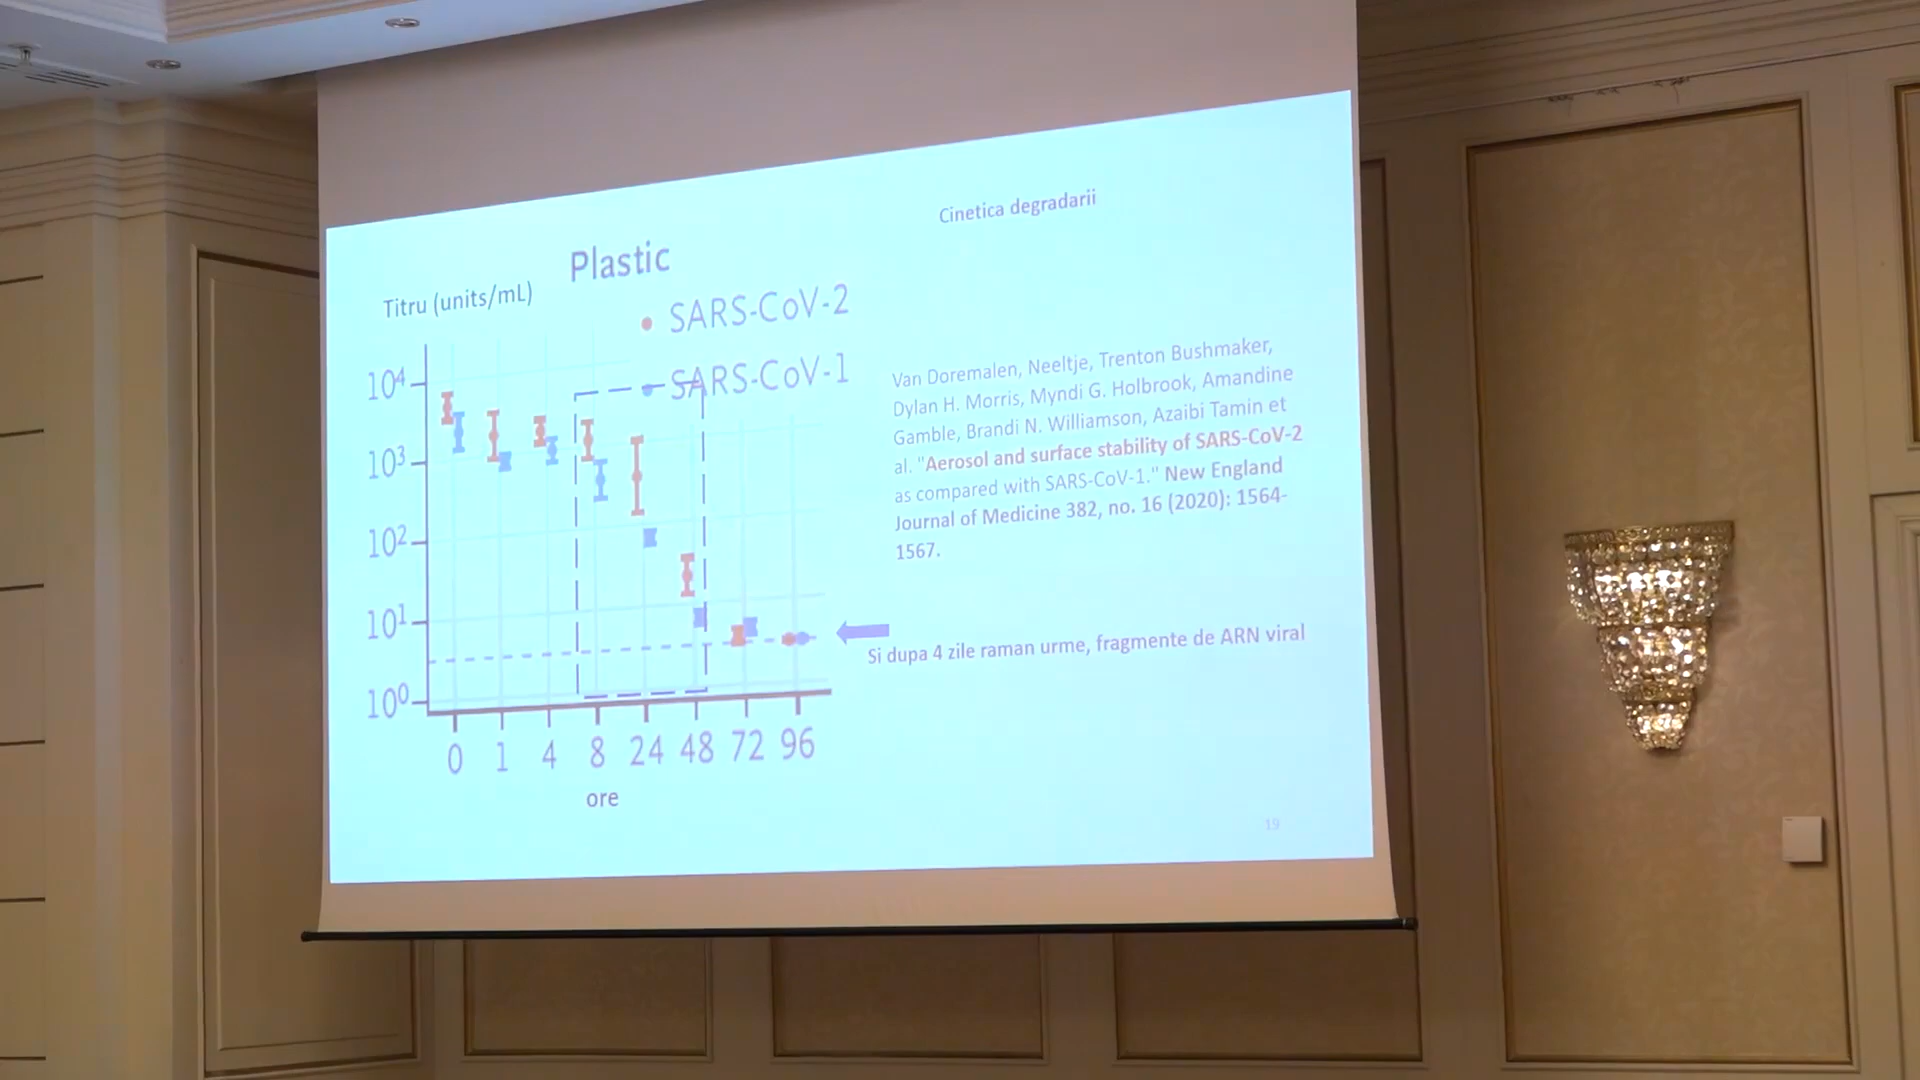 Cinetica degradarii
Plastic
Titru (units/mL)
SARS-CoV-2
SARS-CoV-1
10⁴
10³
10²
10¹
10⁰
0 1 4 8 24 48 72 96
ore
Van Doremalen, Neeltje, Trenton Bushmaker,
Dylan H. Morris, Myndi G. Holbrook, Amandine
Gamble, Brandi N. Williamson, Azaibi Tamin et
al. "Aerosol and surface stability of SARS-CoV-2
as compared with SARS-CoV-1." New England
Journal of Medicine 382, no. 16 (2020): 1564-
1567.
Si dupa 4 zile raman urme, fragmente de ARN viral
19